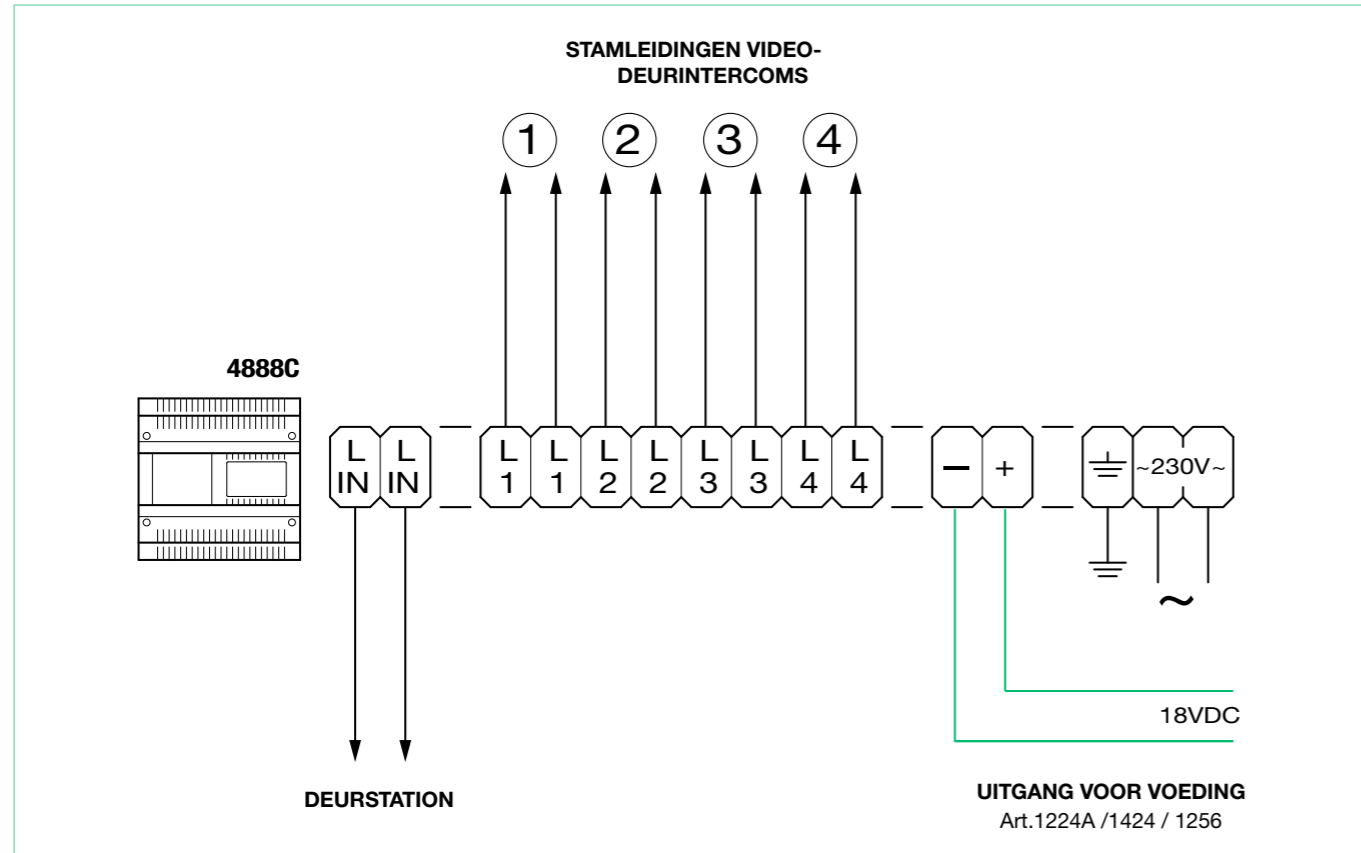 STAMLEIDINGEN VIDEO-
DEURINTERCOMS
1 2 3 4
4888C
L L L L L L L L L L
IN IN 1 1 2 2 3 3 4 4 — + ~230V~
~
18VDC
DEURSTATION
UITGANG VOOR VOEDING
Art.1224A /1424 / 1256